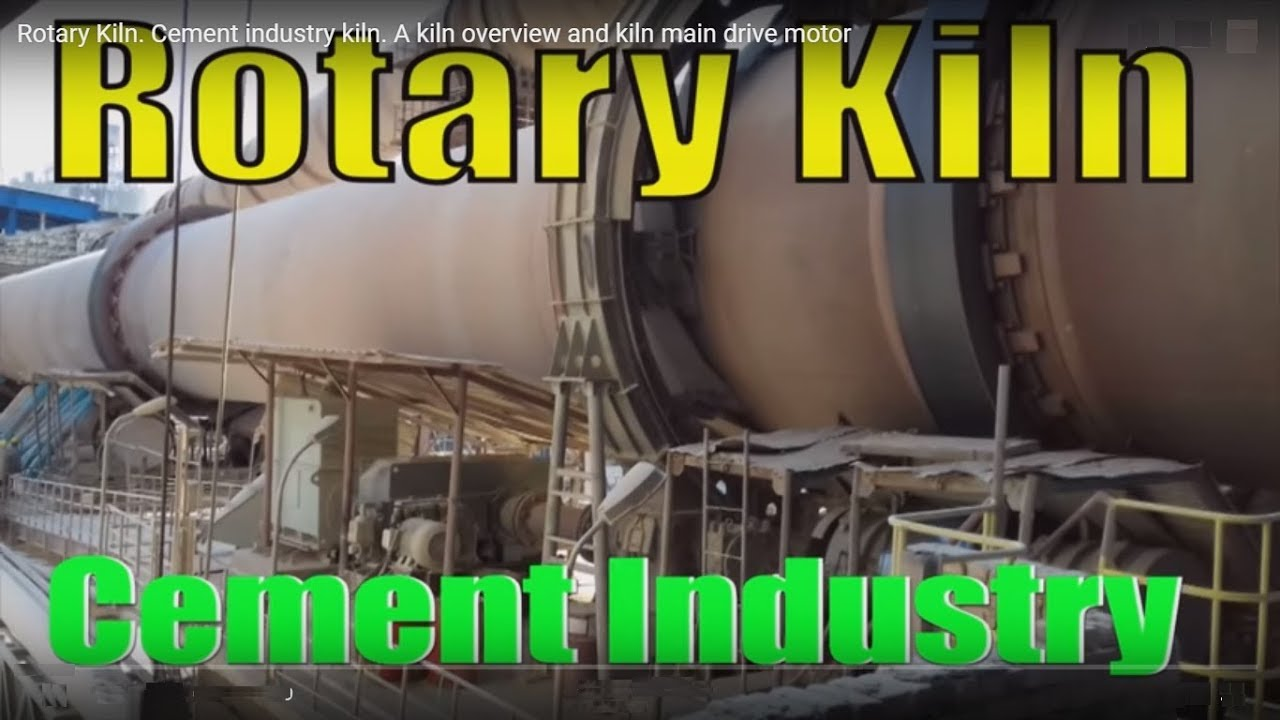 Rotary Kiln. Cement industry kiln. A kiln overview and kiln main drive motor
Rotary Kiln
Cement Industry